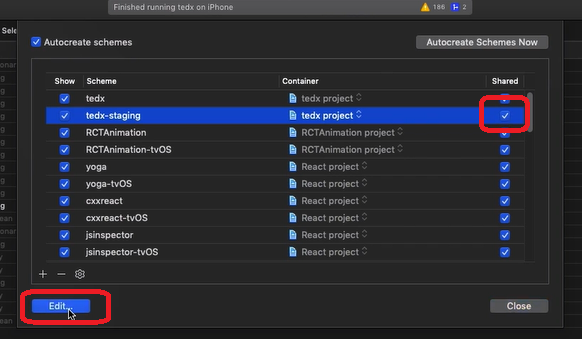 Finished running tedx on iPhone 186 2
Sele
Autocreate schemes Autocreate Schemes Now
Show Scheme Container Shared
tedx tedx project
tedx-staging tedx project
RCTAnimation RCTAnimation project
RCTAnimation-tvOS RCTAnimation project
yoga React project
yoga-tvOS React project
cxxreact React project
cxxreact-tvOS React project
jsinspector React project
jsinspector-tvOS React project
Edit... Close